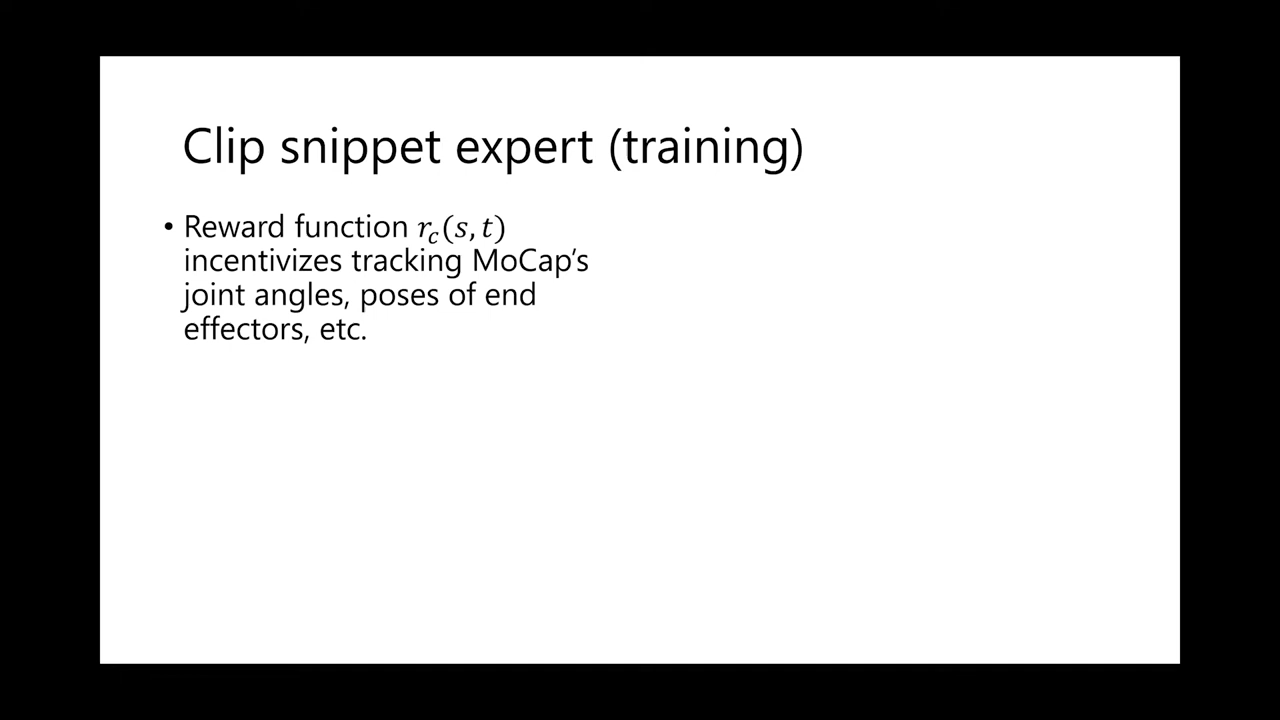 Clip snippet expert (training)
• Reward function r_c(s, t)
incentivizes tracking MoCap's
joint angles, poses of end
effectors, etc.